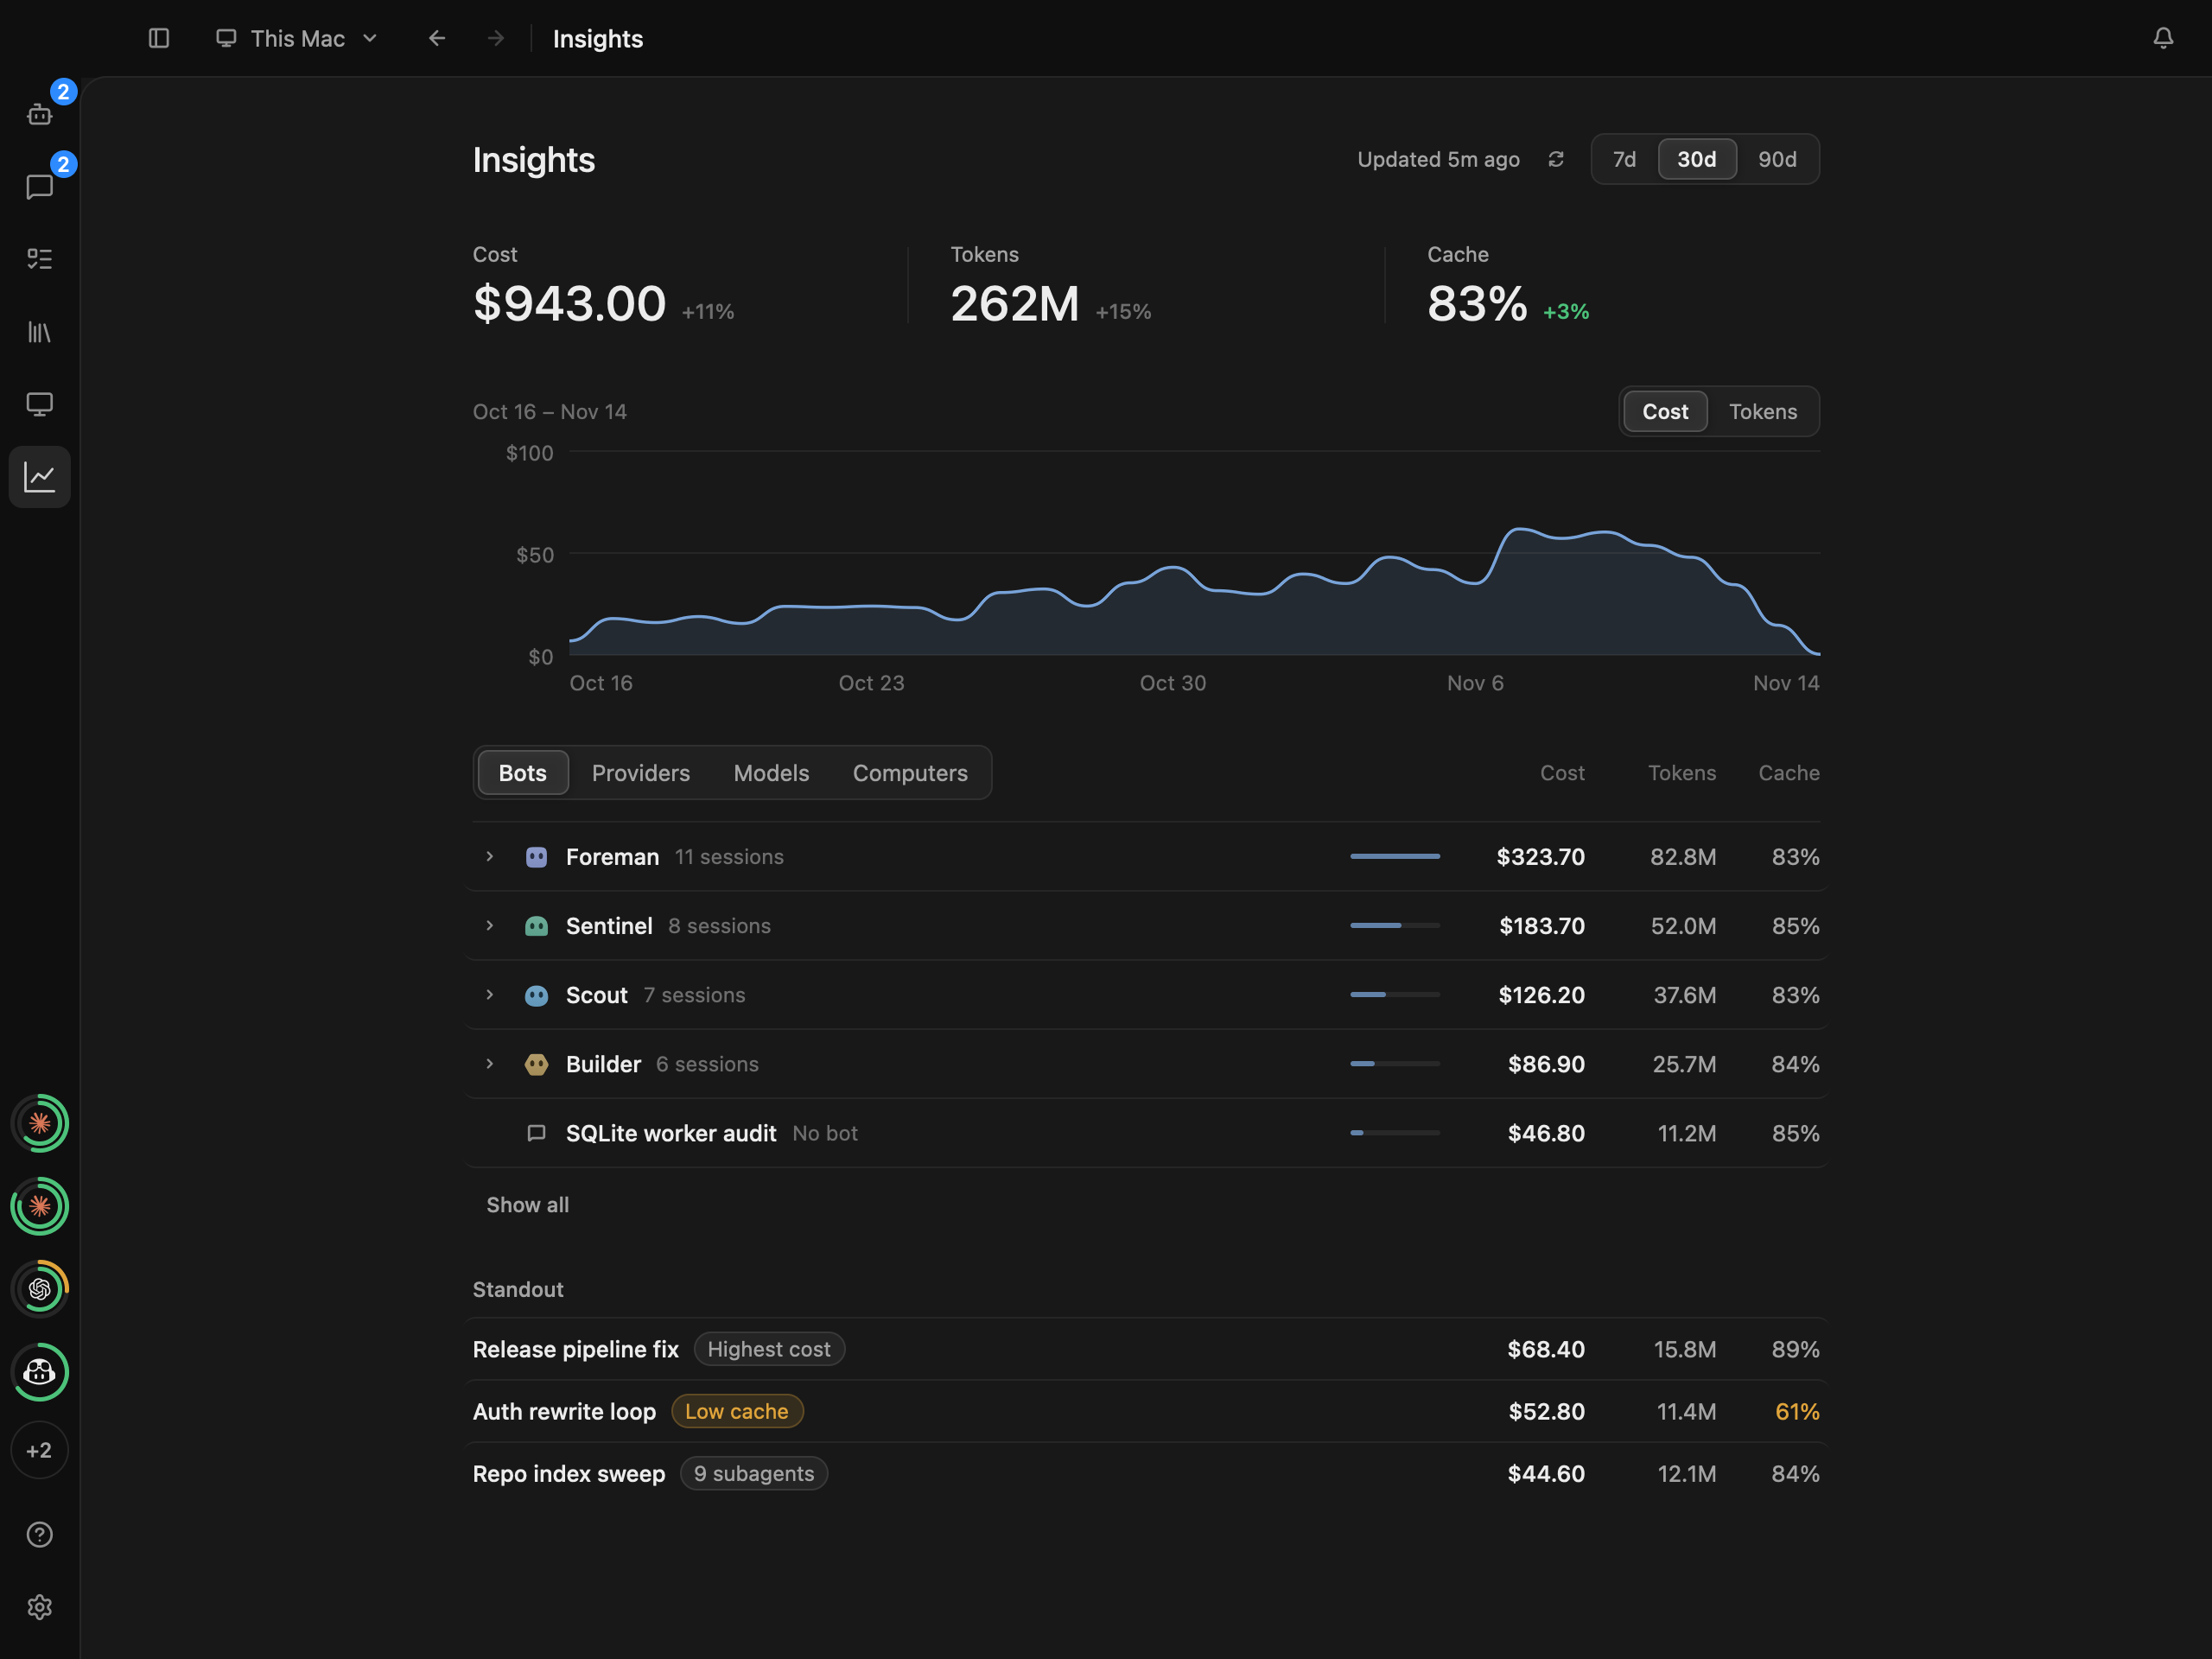 This Mac
Insights
2
2
Insights
Updated 5m ago
7d 30d 90d
Cost Tokens Cache
$943.00 +11% 262M +15% 83% +3%
Oct 16 – Nov 14
Cost Tokens
$100
$50
$0
Oct 16 Oct 23 Oct 30 Nov 6 Nov 14
Bots Providers Models Computers Cost Tokens Cache
Foreman 11 sessions $323.70 82.8M 83%
Sentinel 8 sessions $183.70 52.0M 85%
Scout 7 sessions $126.20 37.6M 83%
Builder 6 sessions $86.90 25.7M 84%
SQLite worker audit No bot $46.80 11.2M 85%
Show all
Standout
Release pipeline fix Highest cost $68.40 15.8M 89%
Auth rewrite loop Low cache $52.80 11.4M 61%
Repo index sweep 9 subagents $44.60 12.1M 84%
+2